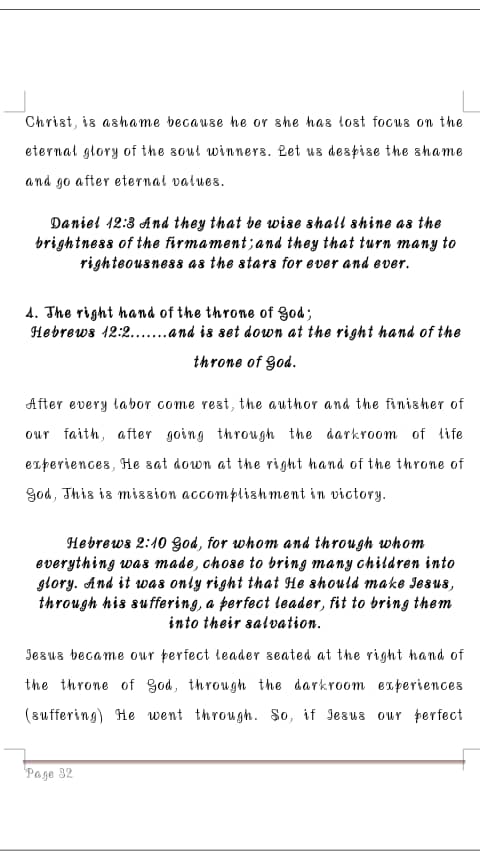 Christ, is ashame because he or she has lost focus on the
eternal glory of the soul winners. Let us despise the shame
and go after eternal values.
Daniel 12:3 And they that be wise shall shine as the
brightness of the firmament;and they that turn many to
righteousness as the stars for ever and ever.
4. The right hand of the throne of God;
Hebrews 12:2.......and is set down at the right hand of the
throne of God.
After every labor come rest, the author and the finisher of
our faith, after going through the darkroom of life
experiences, He sat down at the right hand of the throne of
God, This is mission accomplishment in victory.
Hebrews 2:10 God, for whom and through whom
everything was made, chose to bring many children into
glory. And it was only right that He should make Jesus,
through his suffering, a perfect leader, fit to bring them
into their salvation.
Jesus became our perfect leader seated at the right hand of
the throne of God, through the darkroom experiences
(suffering) He went through. So, if Jesus our perfect
Page 32